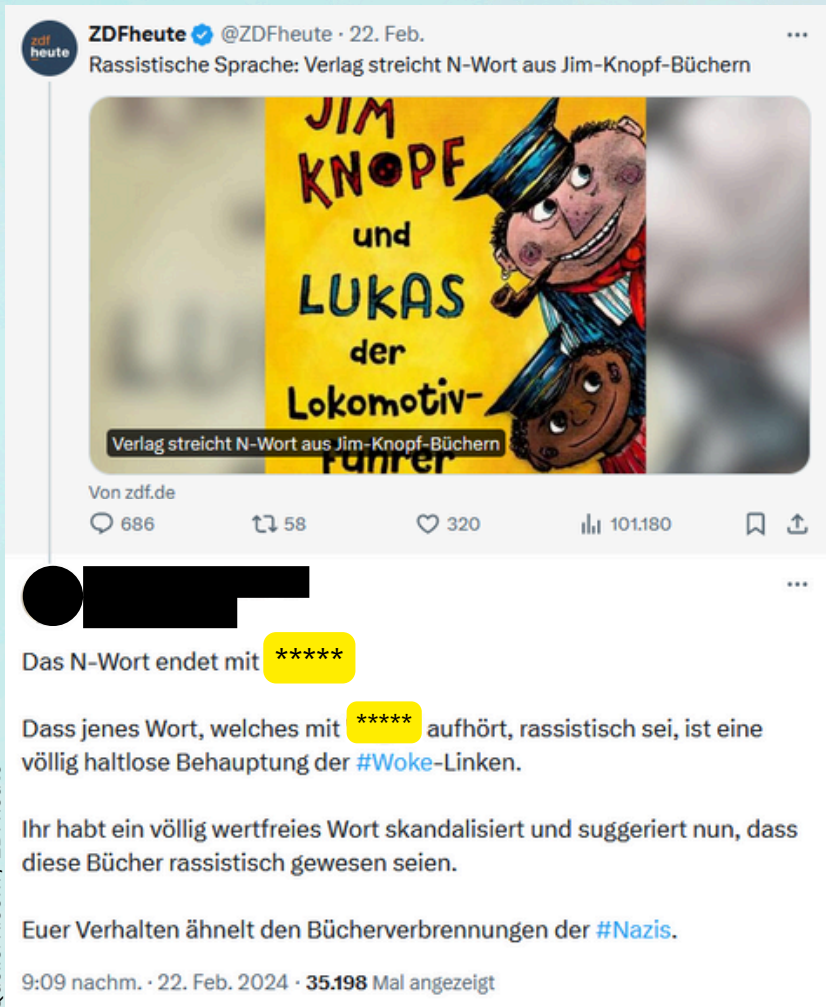 zdf
heute
ZDFheute @ZDFheute · 22. Feb.
Rassistische Sprache: Verlag streicht N-Wort aus Jim-Knopf-Büchern
JIM
KNOPF
und
LUKAS
der
Lokomotiv-
Führer
Verlag streicht N-Wort aus Jim-Knopf-Büchern
Von zdf.de
686 58 320 101.180
Das N-Wort endet mit *****
Dass jenes Wort, welches mit ***** aufhört, rassistisch sei, ist eine
völlig haltlose Behauptung der #Woke-Linken.
Ihr habt ein völlig wertfreies Wort skandalisiert und suggeriert nun, dass
diese Bücher rassistisch gewesen seien.
Euer Verhalten ähnelt den Bücherverbrennungen der #Nazis.
9:09 nachm. · 22. Feb. 2024 · 35.198 Mal angezeigt